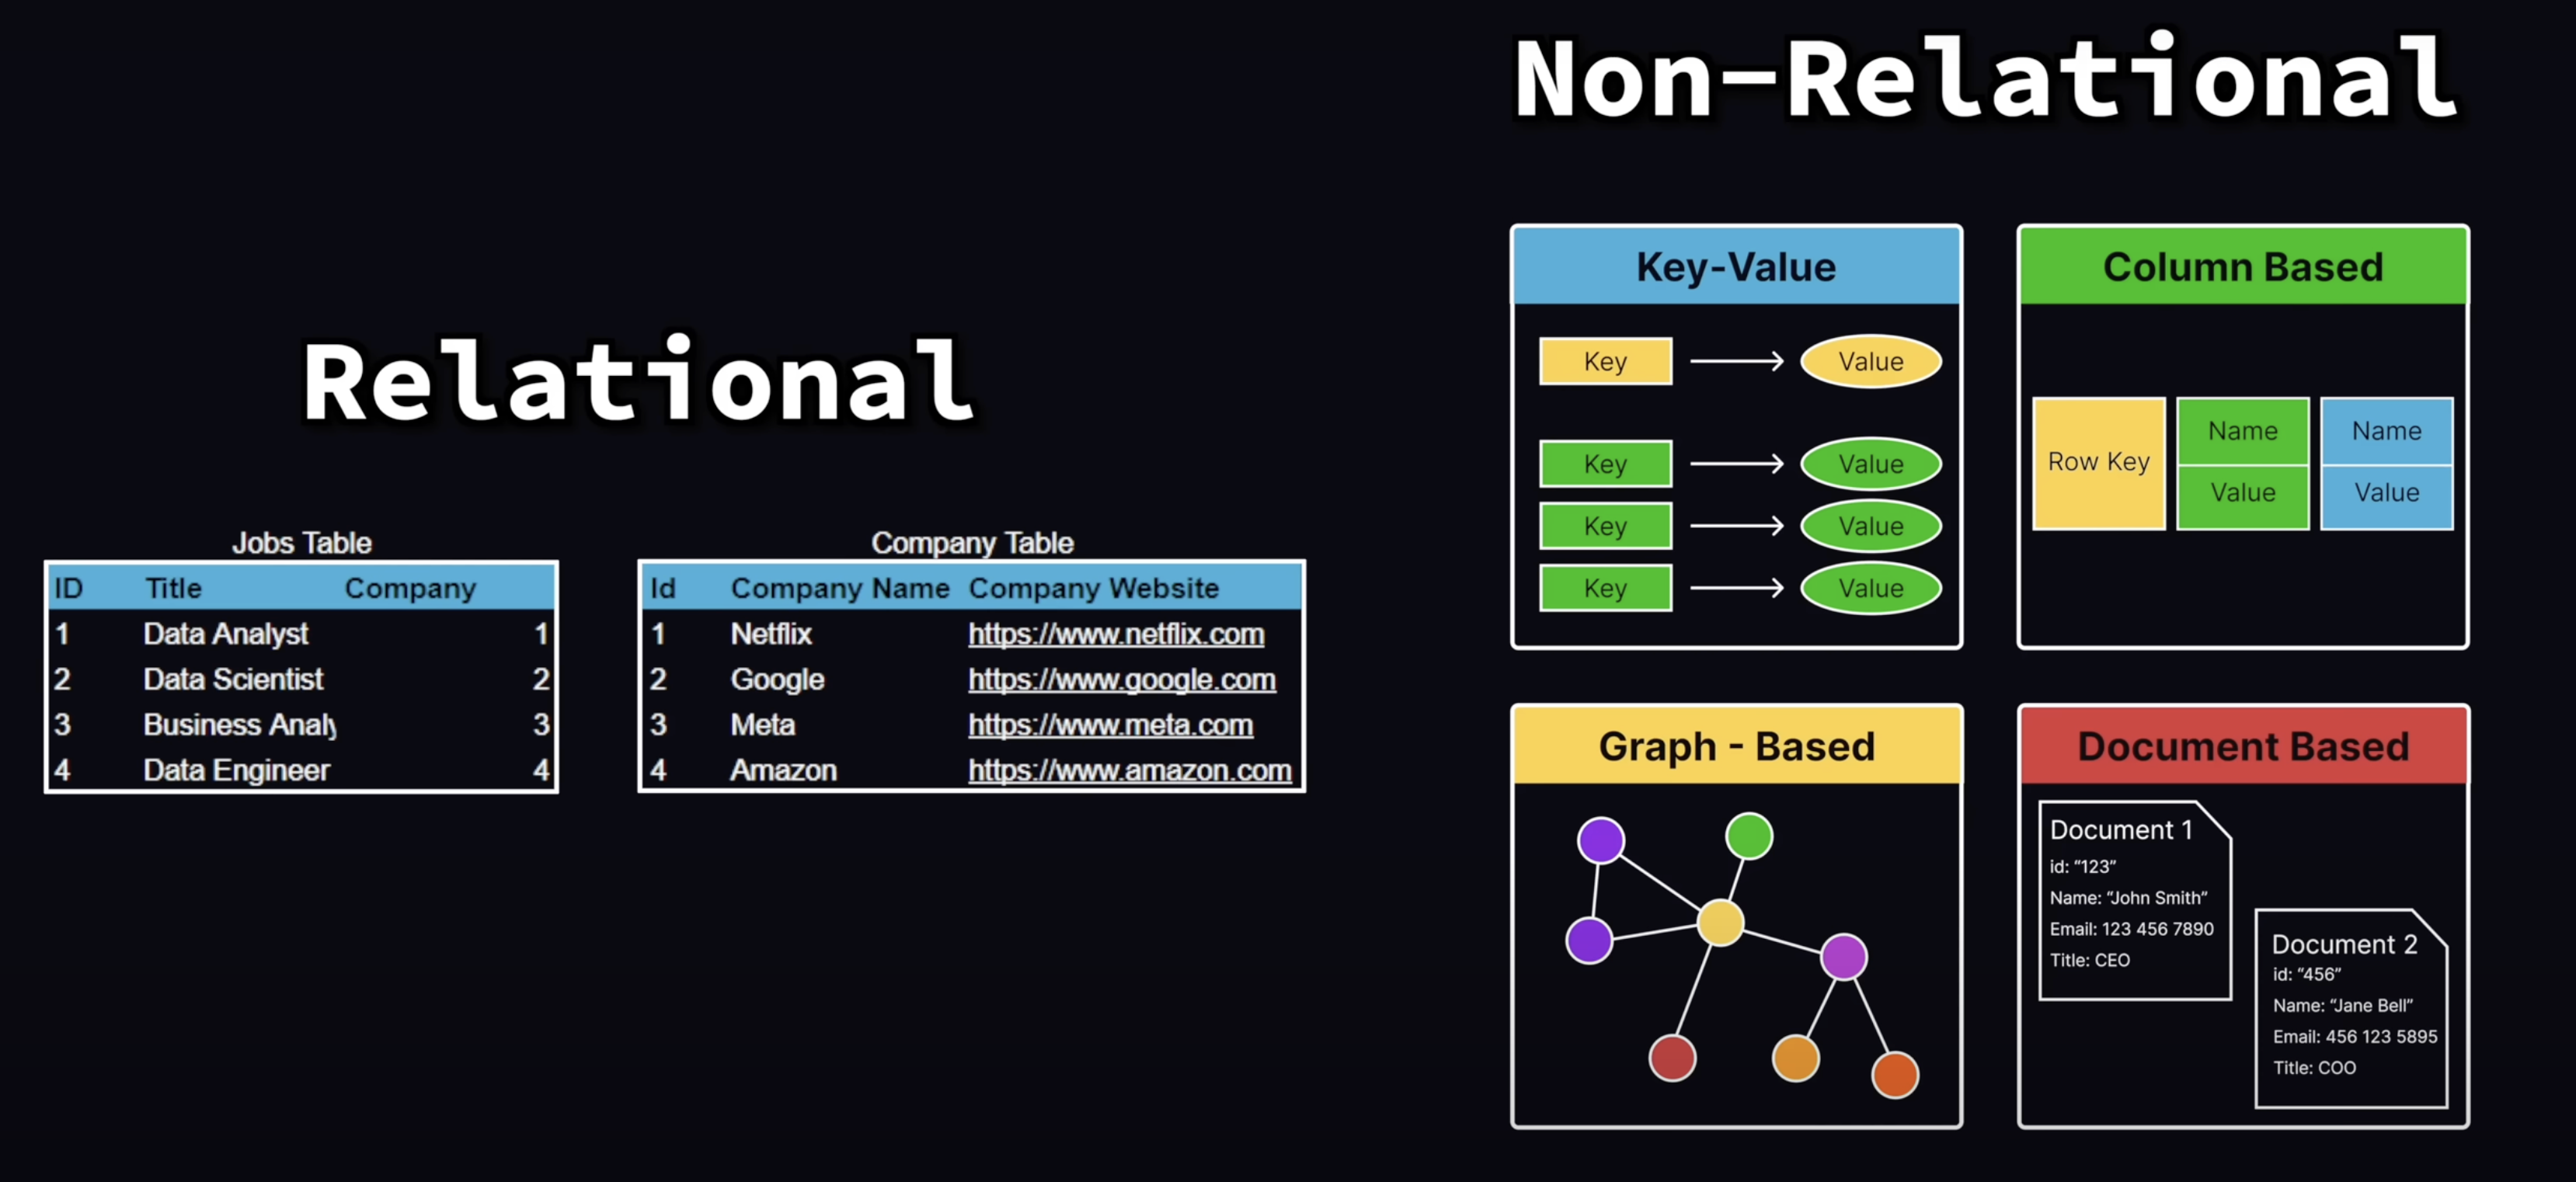 Relational
Jobs Table
ID Title Company
1 Data Analyst 1
2 Data Scientist 2
3 Business Analy 3
4 Data Engineer 4
Company Table
Id Company Name Company Website
1 Netflix https://www.netflix.com
2 Google https://www.google.com
3 Meta https://www.meta.com
4 Amazon https://www.amazon.com
Non-Relational
Key-Value
Key Value
Key Value
Key Value
Key Value
Column Based
Row Key
Name
Value
Name
Value
Graph - Based
Document Based
Document 1
id: “123”
Name: “John Smith”
Email: 123 456 7890
Title: CEO
Document 2
id: “456”
Name: “Jane Bell”
Email: 456 123 5895
Title: COO